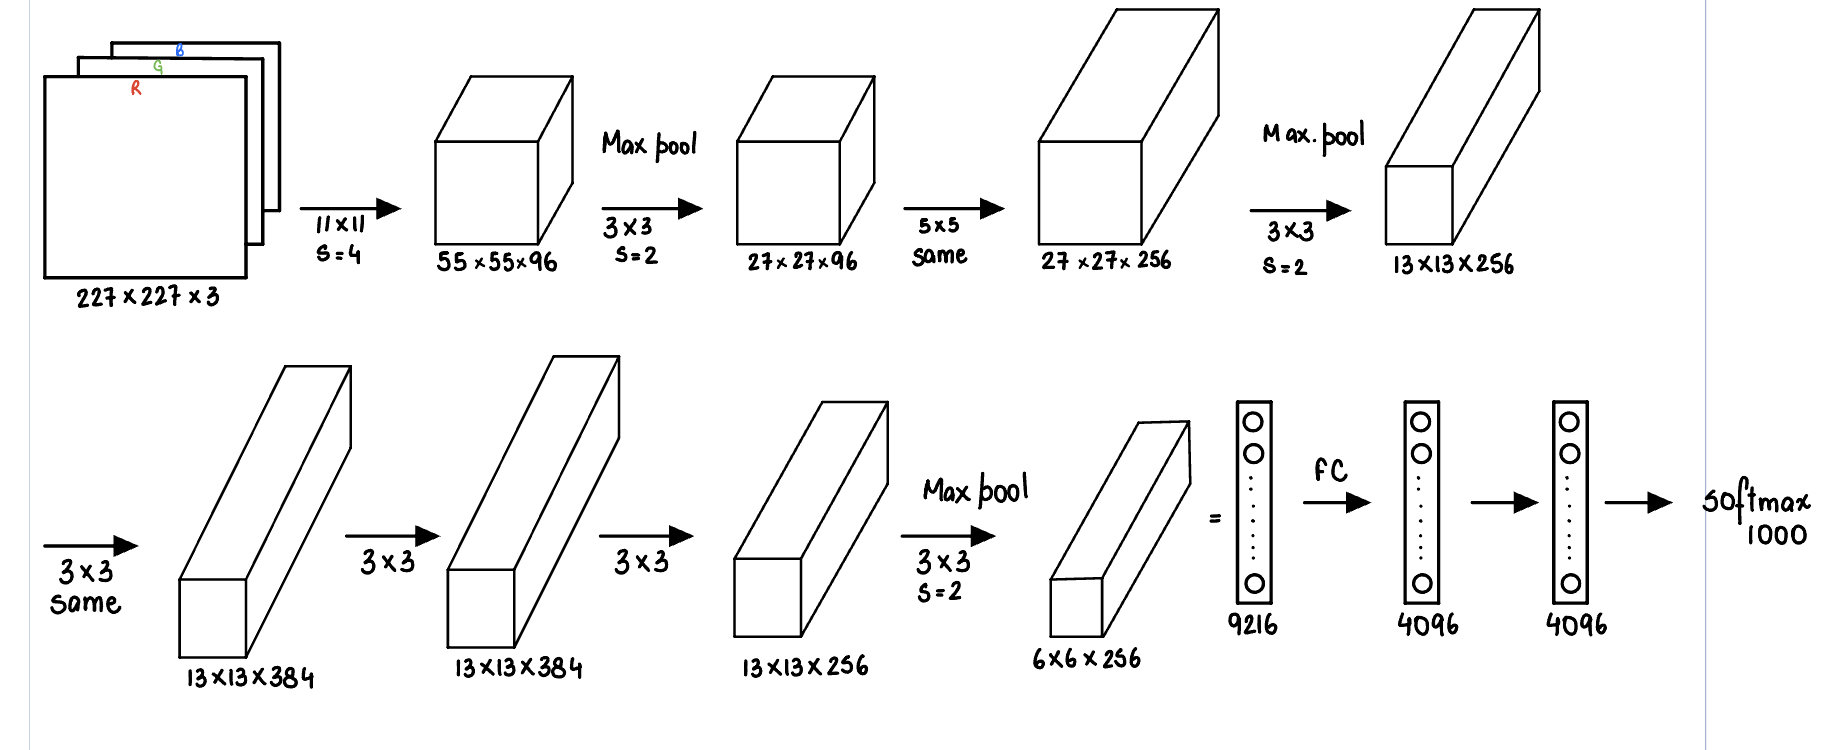 B
G
R
227 × 227 × 3
11×11
S=4
55 ×55×96
Max pool
3×3
S=2
27×27×96
5×5
same
27 ×27× 256
Max.pool
3×3
S=2
13×13×256
3×3
same
13×13×384
3×3
13×13×384
3×3
13×13×256
Max pool
3×3
S=2
6×6×256
=
9216
FC
4096
4096
softmax
1000